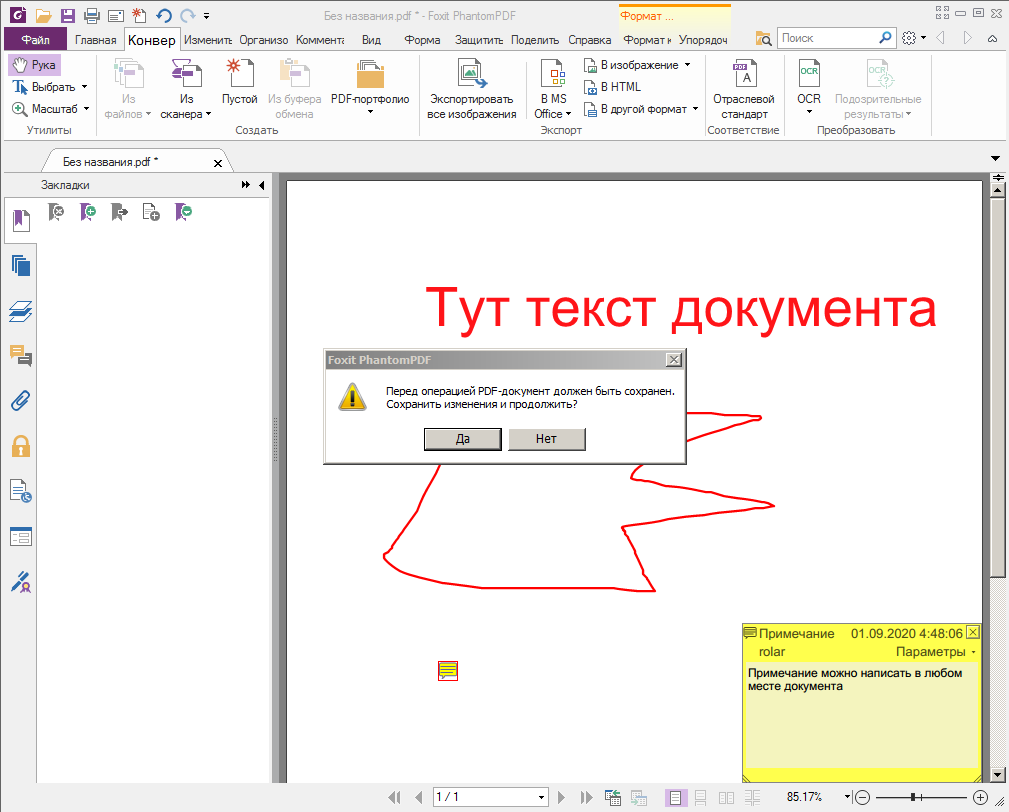 Без названия.pdf * - Foxit PhantomPDF
Формат ...
Файл Главная Конвер Изменить Организо Коммента Вид Форма Защитить Поделить Справка Формат к Упорядоч
Поиск
Рука
Выбрать
Масштаб
Утилиты
Из
файлов
Из
сканера
Пустой
Из буфера
обмена
PDF-портфолио
Создать
Экспортировать
все изображения
В MS
Office
В изображение
В HTML
В другой формат
Экспорт
PDF/
A
Отраслевой
стандарт
Соответствие
OCR
OCR
OCR
Подозрительные
результаты
Преобразовать
Без названия.pdf *
Закладки
Тут текст документа
Foxit PhantomPDF
Перед операцией PDF-документ должен быть сохранен.
Сохранить изменения и продолжить?
Да Нет
Примечание 01.09.2020 4:48:06
rolar Параметры
Примечание можно написать в любом
месте документа
1 / 1
85.17%